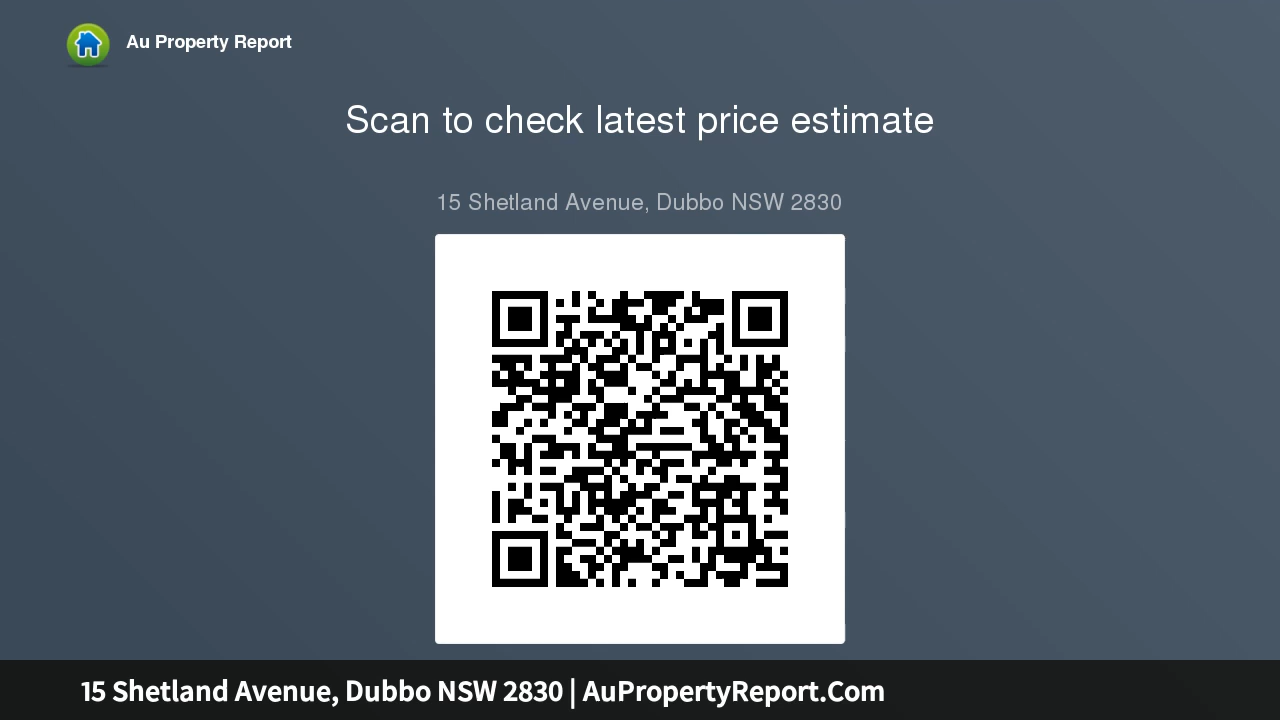 Au Property Report
Scan to check latest price estimate
15 Shetland Avenue, Dubbo NSW 2830
15 Shetland Avenue, Dubbo NSW 2830 | AuPropertyReport.Com